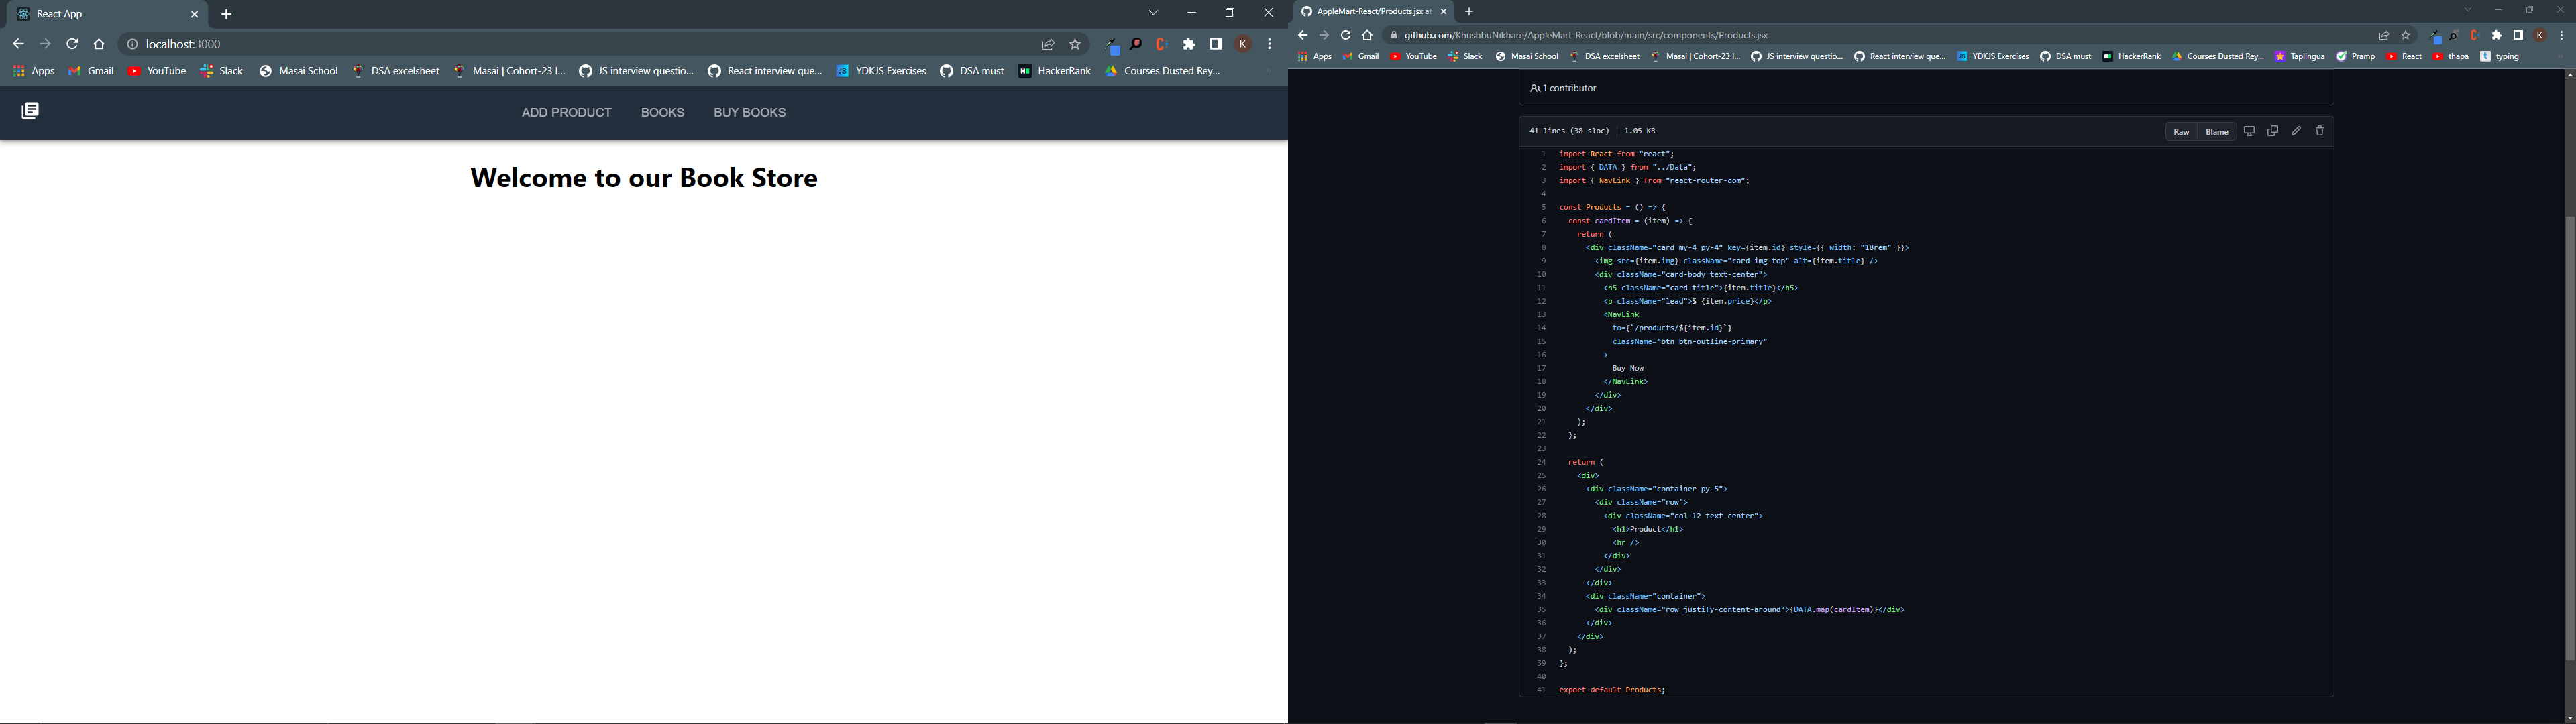 React App
localhost:3000
K
Apps Gmail YouTube Slack Masai School DSA excelsheet Masai | Cohort-23 I... JS interview questio... React interview que... YDKJS Exercises DSA must HackerRank Courses Dusted Rey...
ADD PRODUCT BOOKS BUY BOOKS
Welcome to our Book Store
AppleMart-React/Products.jsx at
github.com/KhushbuNikhare/AppleMart-React/blob/main/src/components/Products.jsx
K
Apps Gmail YouTube Slack Masai School DSA excelsheet Masai | Cohort-23 I... JS interview questio... React interview que... YDKJS Exercises DSA must HackerRank Courses Dusted Rey... Taplingua Pramp React thapa typing
1 contributor
41 lines (38 sloc) 1.05 KB Raw Blame
1 import React from "react";
2 import { DATA } from "../Data";
3 import { NavLink } from "react-router-dom";
4
5 const Products = () => {
6 const cardItem = (item) => {
7 return (
8 <div className="card my-4 py-4" key={item.id} style={{ width: "18rem" }}>
9 <img src={item.img} className="card-img-top" alt={item.title} />
10 <div className="card-body text-center">
11 <h5 className="card-title">{item.title}</h5>
12 <p className="lead">$ {item.price}</p>
13 <NavLink
14 to={`/products/${item.id}`}
15 className="btn btn-outline-primary"
16 >
17 Buy Now
18 </NavLink>
19 </div>
20 </div>
21 );
22 };
23
24 return (
25 <div>
26 <div className="container py-5">
27 <div className="row">
28 <div className="col-12 text-center">
29 <h1>Product</h1>
30 <hr />
31 </div>
32 </div>
33 </div>
34 <div className="container">
35 <div className="row justify-content-around">{DATA.map(cardItem)}</div>
36 </div>
37 </div>
38 );
39 };
40
41 export default Products;